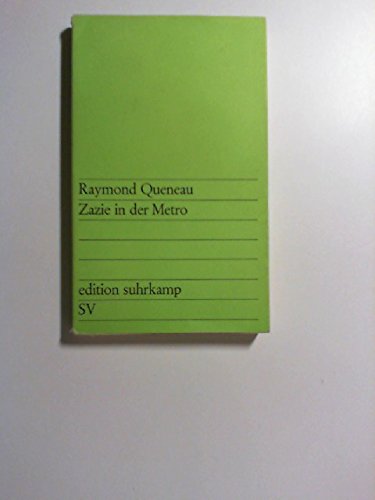 Raymond Queneau
Zazie in der Metro
edition suhrkamp
SV